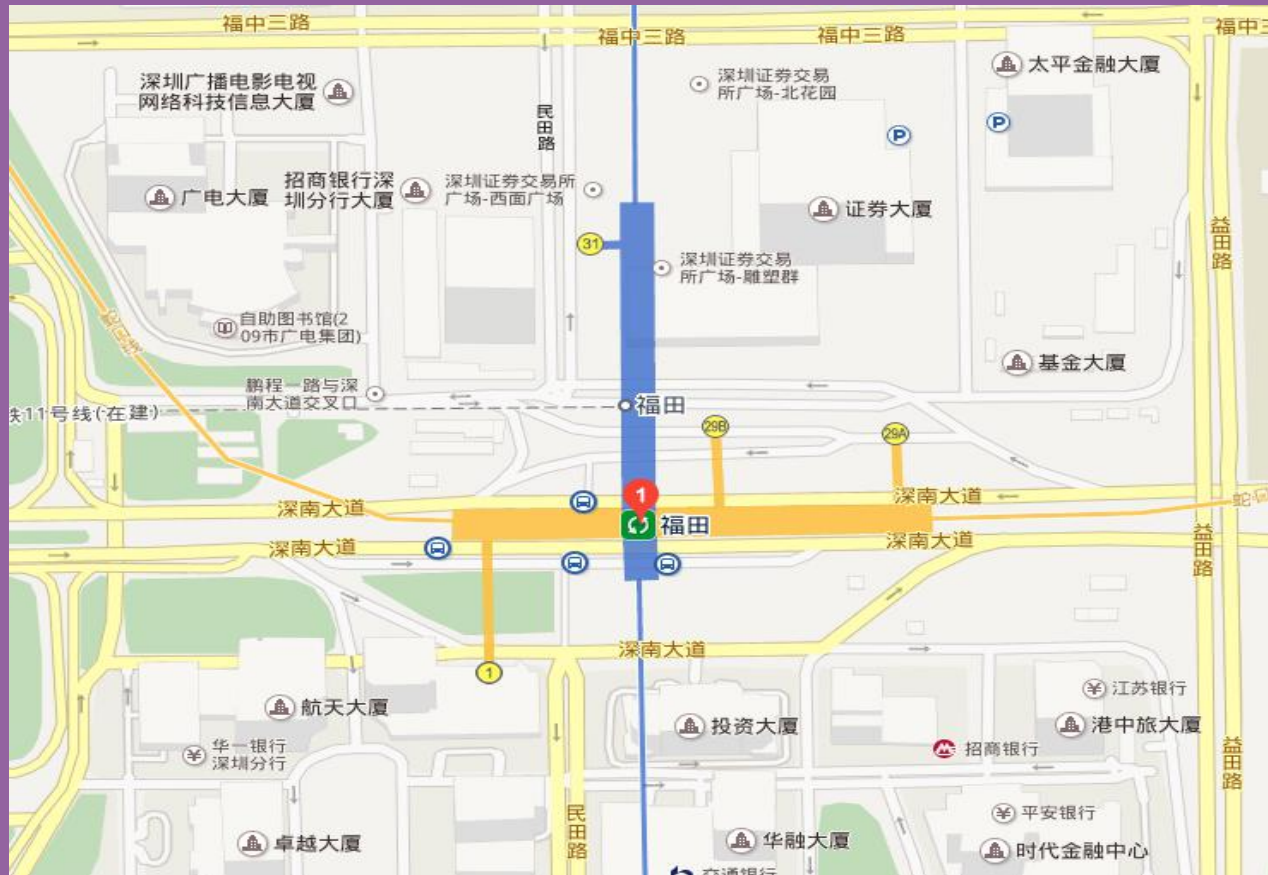 福中三路
福中三路
福中三路
福中三
深圳广播电影电视
网络科技信息大厦
深圳证券交易
所广场-北花园
太平金融大厦
P
P
民田路
广电大厦
招商银行深
圳分行大厦
深圳证券交易所
广场-西面广场
证券大厦
益田路
31
深圳证券交易
所广场-雕塑群
自助图书馆(2
09市广电集团)
基金大厦
鹏程一路与深
南大道交叉口
铁11号线(在建)
福田
29B
29A
深南大道
深南大道
1
福田
深南大道
深南大道
益田路
深南大道
1
江苏银行
航天大厦
投资大厦
港中旅大厦
华一银行
深圳分行
招商银行
益田路
民田路
平安银行
卓越大厦
华融大厦
时代金融中心
交通银行